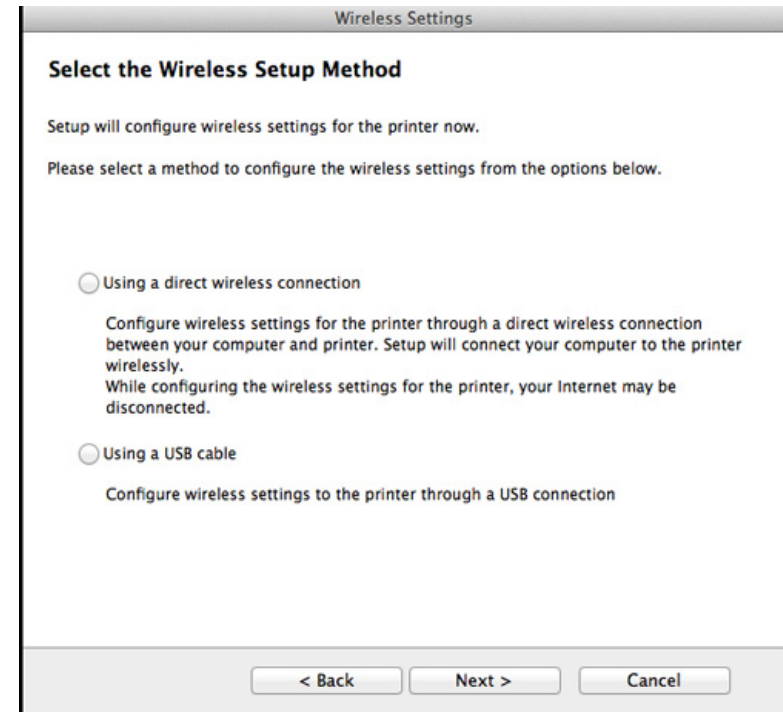 Wireless Settings
Select the Wireless Setup Method
Setup will configure wireless settings for the printer now.
Please select a method to configure the wireless settings from the options below.
Using a direct wireless connection
Configure wireless settings for the printer through a direct wireless connection
between your computer and printer. Setup will connect your computer to the printer
wirelessly.
While configuring the wireless settings for the printer, your Internet may be
disconnected.
Using a USB cable
Configure wireless settings to the printer through a USB connection
< Back Next > Cancel